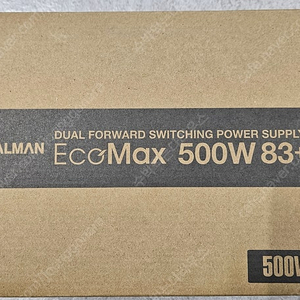 DUAL FORWARD SWITCHING POWER SUPPLY
ALMAN EcoMax 500W 83+
500W